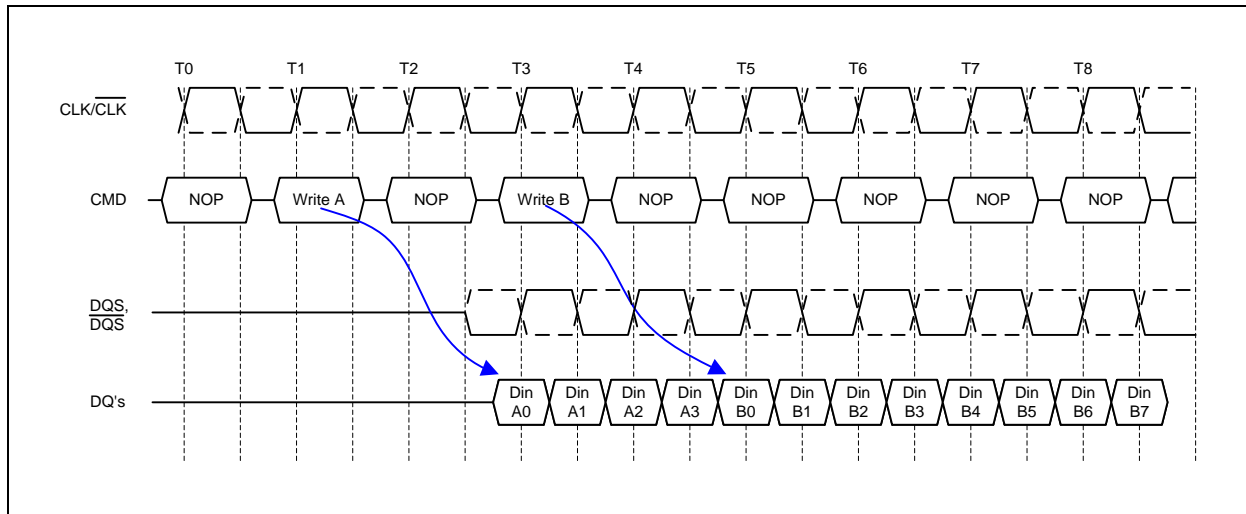 T0 T1 T2 T3 T4 T5 T6 T7 T8
CLK/CLK
CMD NOP Write A NOP Write B NOP NOP NOP NOP NOP
DQS,
DQS
DQ's Din A0 Din A1 Din A2 Din A3 Din B0 Din B1 Din B2 Din B3 Din B4 Din B5 Din B6 Din B7